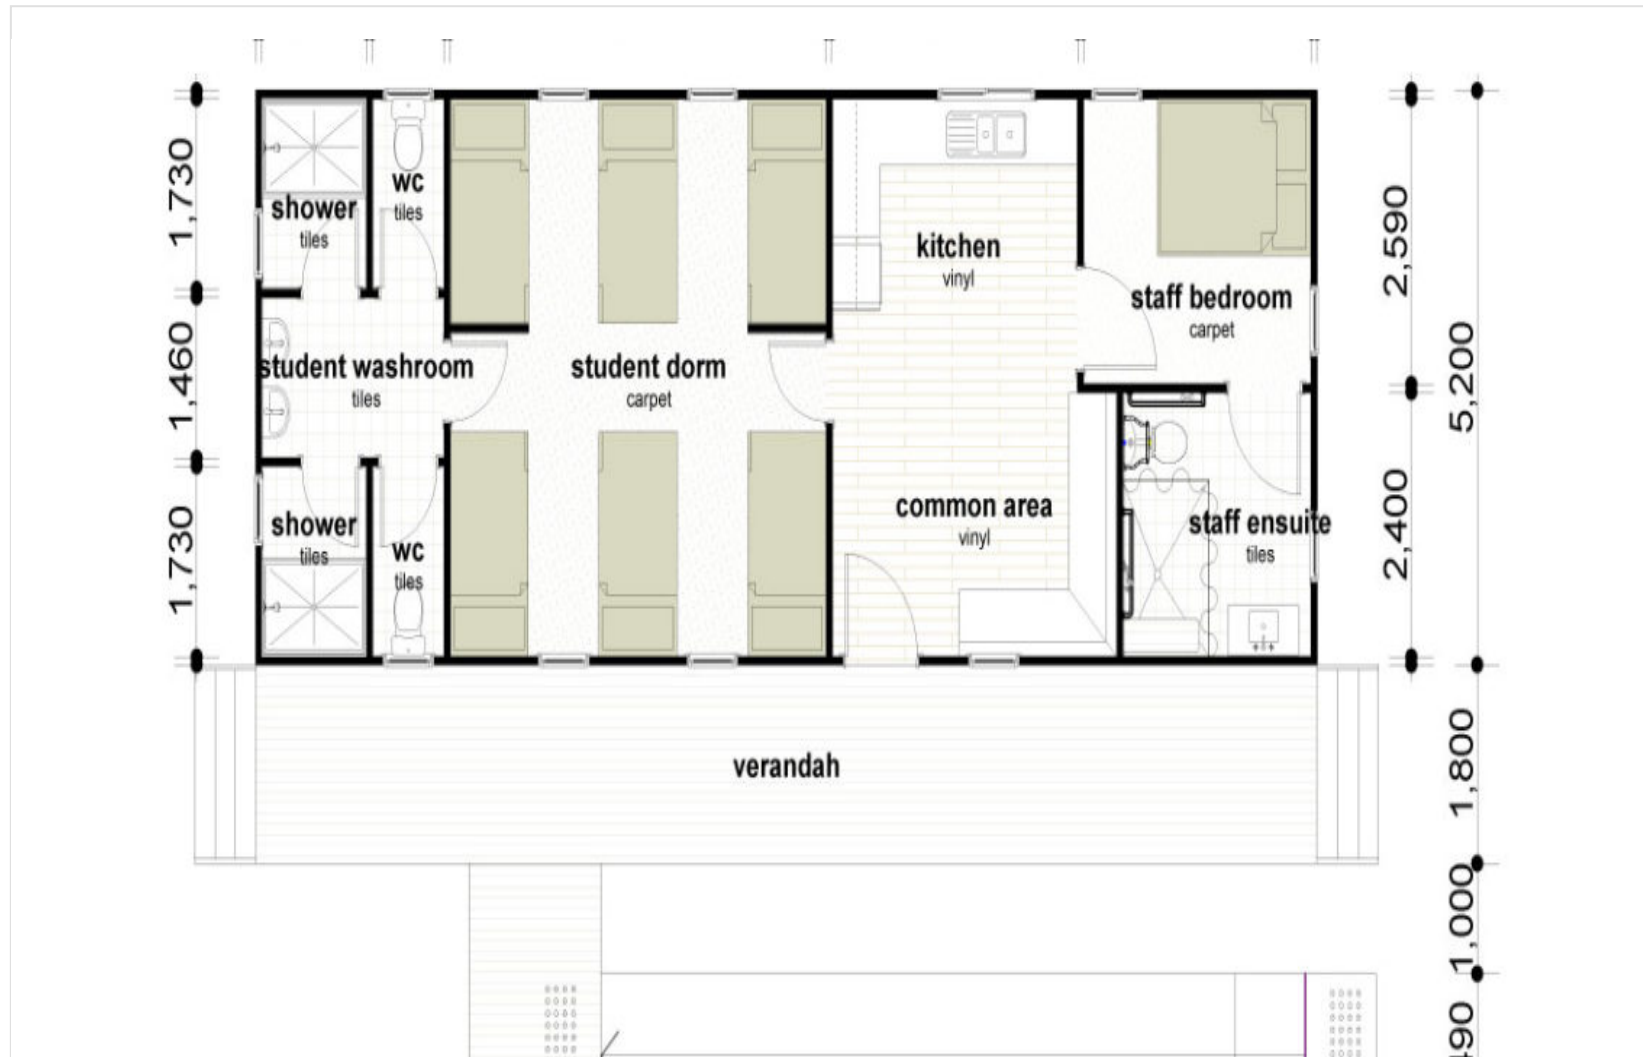 1,730
1,460
1,730
shower
tiles
wc
tiles
student washroom
tiles
shower
tiles
wc
tiles
student dorm
carpet
kitchen
vinyl
common area
vinyl
staff bedroom
carpet
staff ensuite
tiles
verandah
2,590
2,400
5,200
1,800
1,000